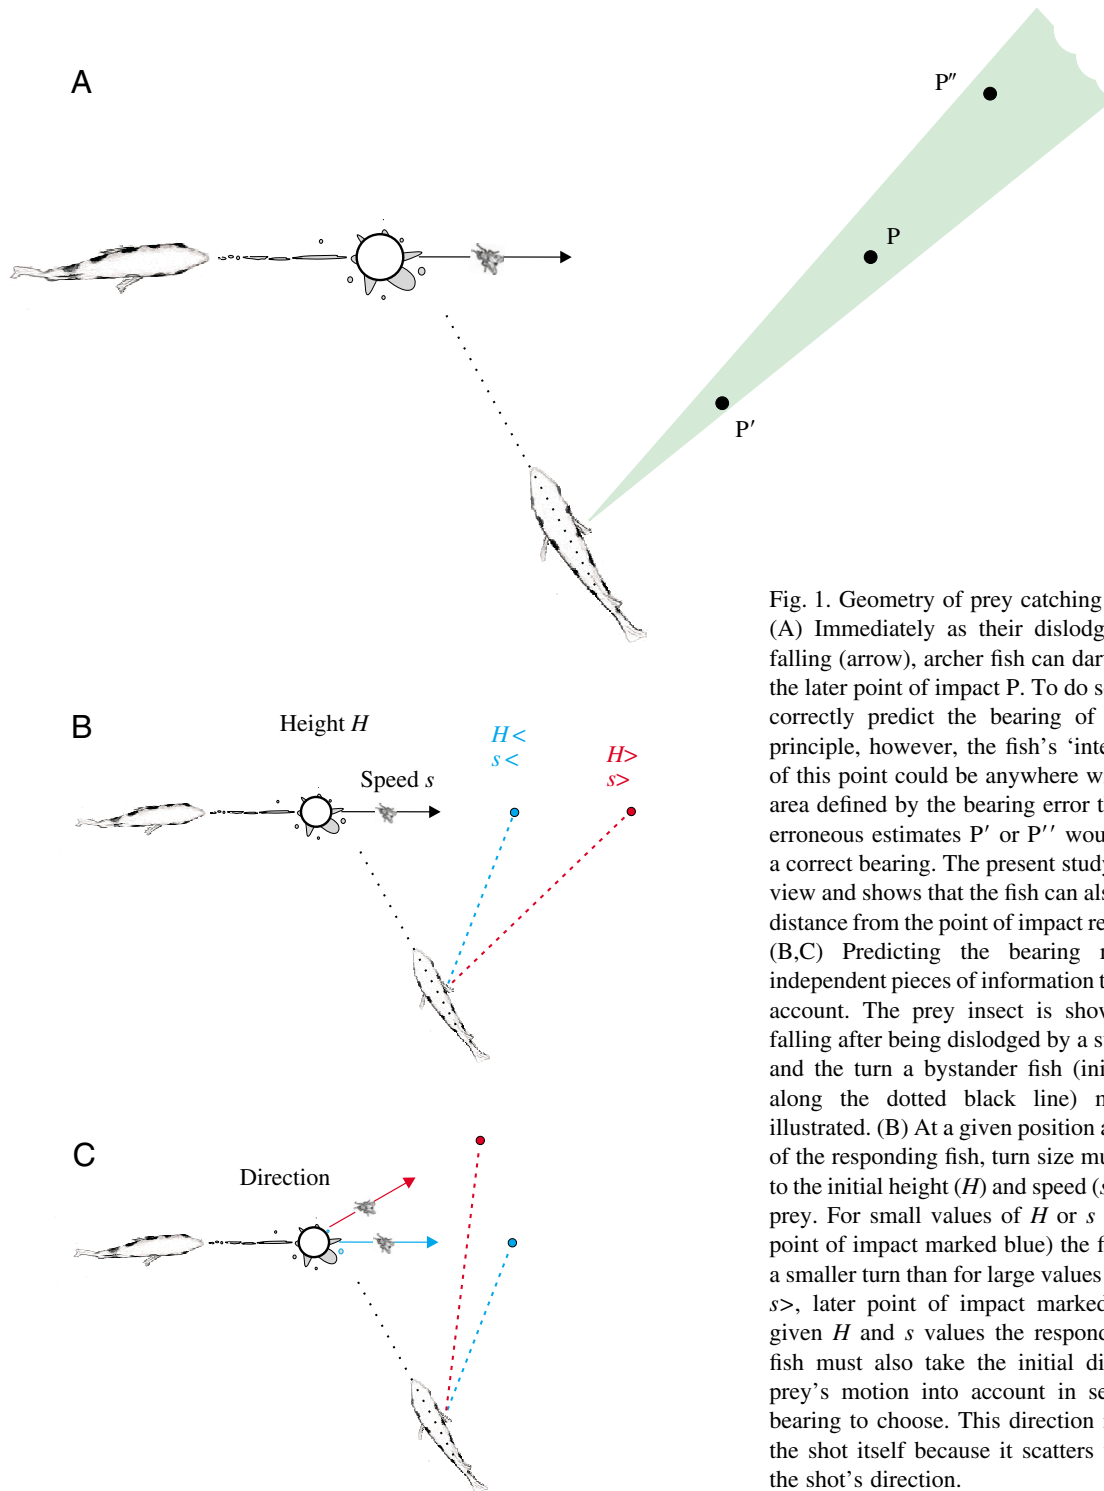 A
P″
P
P′
B
Height H
Speed s
H<
s<
H>
s>
C
Direction
Fig. 1. Geometry of prey catching
(A) Immediately as their dislodg
falling (arrow), archer fish can dar
the later point of impact P. To do s
correctly predict the bearing of
principle, however, the fish's ‘inte
of this point could be anywhere w
area defined by the bearing error t
erroneous estimates P′ or P′′ wou
a correct bearing. The present study
view and shows that the fish can als
distance from the point of impact re
(B,C) Predicting the bearing r
independent pieces of information t
account. The prey insect is show
falling after being dislodged by a s
and the turn a bystander fish (ini
along the dotted black line) m
illustrated. (B) At a given position a
of the responding fish, turn size mu
to the initial height (H) and speed (s
prey. For small values of H or s
point of impact marked blue) the f
a smaller turn than for large values
s>, later point of impact marked
given H and s values the respond
fish must also take the initial di
prey's motion into account in se
bearing to choose. This direction
the shot itself because it scatters
the shot's direction.